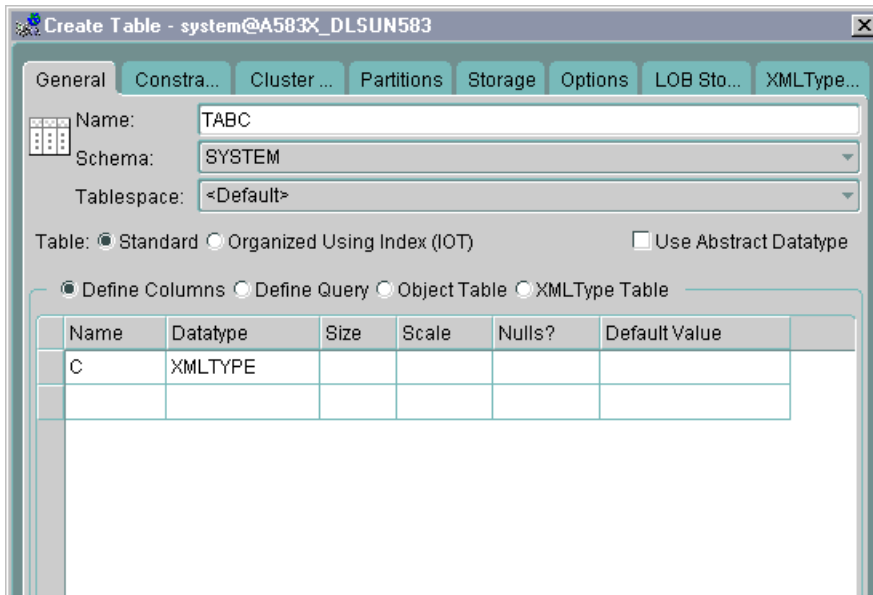 Create Table - system@A583X_DLSUN583
General Constra... Cluster ... Partitions Storage Options LOB Sto... XMLType...
Name: TABC
Schema: SYSTEM
Tablespace: <Default>
Table: Standard Organized Using Index (IOT) Use Abstract Datatype
Define Columns Define Query Object Table XMLType Table
Name Datatype Size Scale Nulls? Default Value
C XMLTYPE